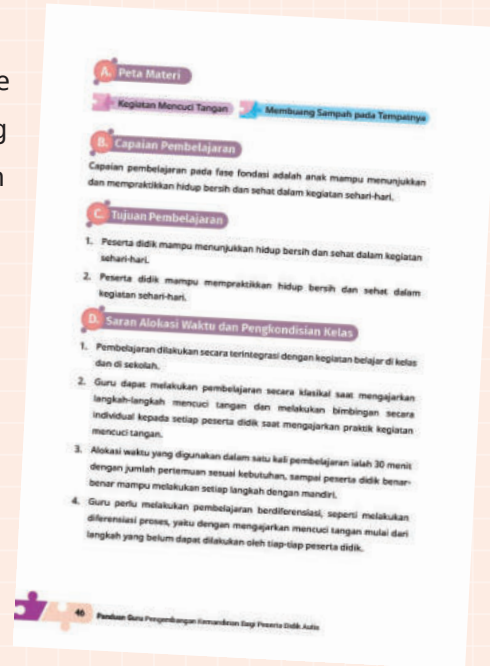 e
g
n
A. Peta Materi
Kegiatan Mencuci Tangan Membuang Sampah pada Tempatnya
B. Capaian Pembelajaran
Capaian pembelajaran pada fase fondasi adalah anak mampu menunjukkan
dan mempraktikkan hidup bersih dan sehat dalam kegiatan sehari-hari.
C. Tujuan Pembelajaran
1. Peserta didik mampu menunjukkan hidup bersih dan sehat dalam kegiatan
sehari-hari.
2. Peserta didik mampu mempraktikkan hidup bersih dan sehat dalam
kegiatan sehari-hari.
D. Saran Alokasi Waktu dan Pengkondisian Kelas
1. Pembelajaran dilakukan secara terintegrasi dengan kegiatan belajar di kelas
dan di sekolah.
2. Guru dapat melakukan pembelajaran secara klasikal saat mengajarkan
langkah-langkah mencuci tangan dan melakukan bimbingan secara
individual kepada setiap peserta didik saat mengajarkan praktik kegiatan
mencuci tangan.
3. Alokasi waktu yang digunakan dalam satu kali pembelajaran ialah 30 menit
dengan jumlah pertemuan sesuai kebutuhan, sampai peserta didik benar-
benar mampu melakukan setiap langkah dengan mandiri.
4. Guru perlu melakukan pembelajaran berdiferensiasi, seperti melakukan
diferensiasi proses, yaitu dengan mengajarkan mencuci tangan mulai dari
langkah yang belum dapat dilakukan oleh tiap-tiap peserta didik.
46 Panduan Guru Pengembangan Kemandirian Bagi Peserta Didik Autis